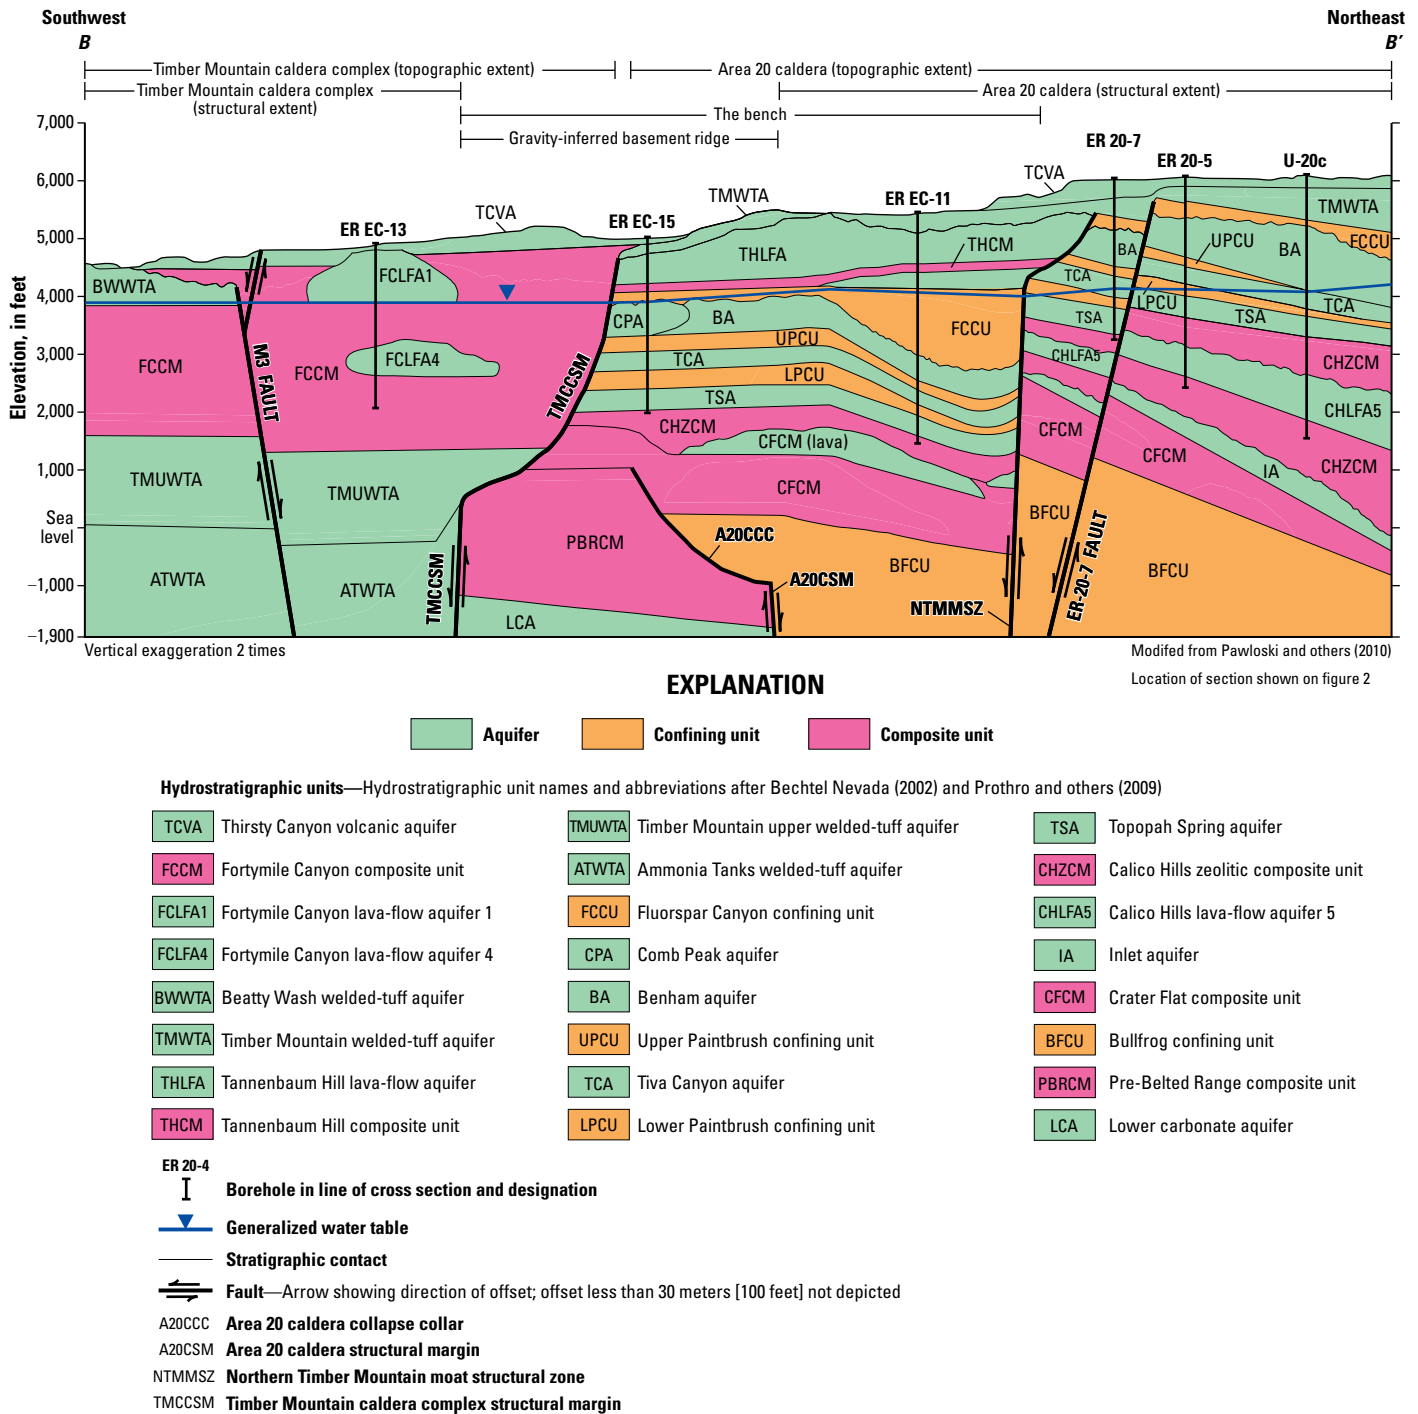 Southwest
Northeast
B
B'
Timber Mountain caldera complex (topographic extent)
Area 20 caldera (topographic extent)
Timber Mountain caldera complex
(structural extent)
Area 20 caldera (structural extent)
The bench
Gravity-inferred basement ridge
Elevation, in feet
7,000
6,000
5,000
4,000
3,000
2,000
1,000
Sea
level
−1,000
−1,900
ER EC-13
TCVA
ER EC-15
TMWTA
ER EC-11
TCVA
ER 20-7
ER 20-5
U-20c
BWWTA
FCLFA1
THLFA
THCM
BA
UPCU
BA
TMWTA
FCCU
TCA
LPCU
TCA
FCCM
M3 FAULT
FCCM
FCLFA4
TMCCSM
CPA
BA
UPCU
TCA
LPCU
TSA
FCCU
TSA
TSA
CHLFA5
CHZCM
CHLFA5
CHZCM
CFCM (lava)
CFCM
CFCM
CFCM
IA
CHZCM
TMUWTA
TMUWTA
ATWTA
ATWTA
TMCCSM
PBRCM
LCA
A20CCC
A20CSM
BFCU
NTMMSZ
BFCU
ER-20-7 FAULT
BFCU
Vertical exaggeration 2 times
Modifed from Pawloski and others (2010)
Location of section shown on figure 2
EXPLANATION
Aquifer
Confining unit
Composite unit
Hydrostratigraphic units—Hydrostratigraphic unit names and abbreviations after Bechtel Nevada (2002) and Prothro and others (2009)
TCVA Thirsty Canyon volcanic aquifer
FCCM Fortymile Canyon composite unit
FCLFA1 Fortymile Canyon lava-flow aquifer 1
FCLFA4 Fortymile Canyon lava-flow aquifer 4
BWWTA Beatty Wash welded-tuff aquifer
TMWTA Timber Mountain welded-tuff aquifer
THLFA Tannenbaum Hill lava-flow aquifer
THCM Tannenbaum Hill composite unit
TMUWTA Timber Mountain upper welded-tuff aquifer
ATWTA Ammonia Tanks welded-tuff aquifer
FCCU Fluorspar Canyon confining unit
CPA Comb Peak aquifer
BA Benham aquifer
UPCU Upper Paintbrush confining unit
TCA Tiva Canyon aquifer
LPCU Lower Paintbrush confining unit
TSA Topopah Spring aquifer
CHZCM Calico Hills zeolitic composite unit
CHLFA5 Calico Hills lava-flow aquifer 5
IA Inlet aquifer
CFCM Crater Flat composite unit
BFCU Bullfrog confining unit
PBRCM Pre-Belted Range composite unit
LCA Lower carbonate aquifer
ER 20-4
Borehole in line of cross section and designation
Generalized water table
Stratigraphic contact
Fault—Arrow showing direction of offset; offset less than 30 meters [100 feet] not depicted
A20CCC Area 20 caldera collapse collar
A20CSM Area 20 caldera structural margin
NTMMSZ Northern Timber Mountain moat structural zone
TMCCSM Timber Mountain caldera complex structural margin